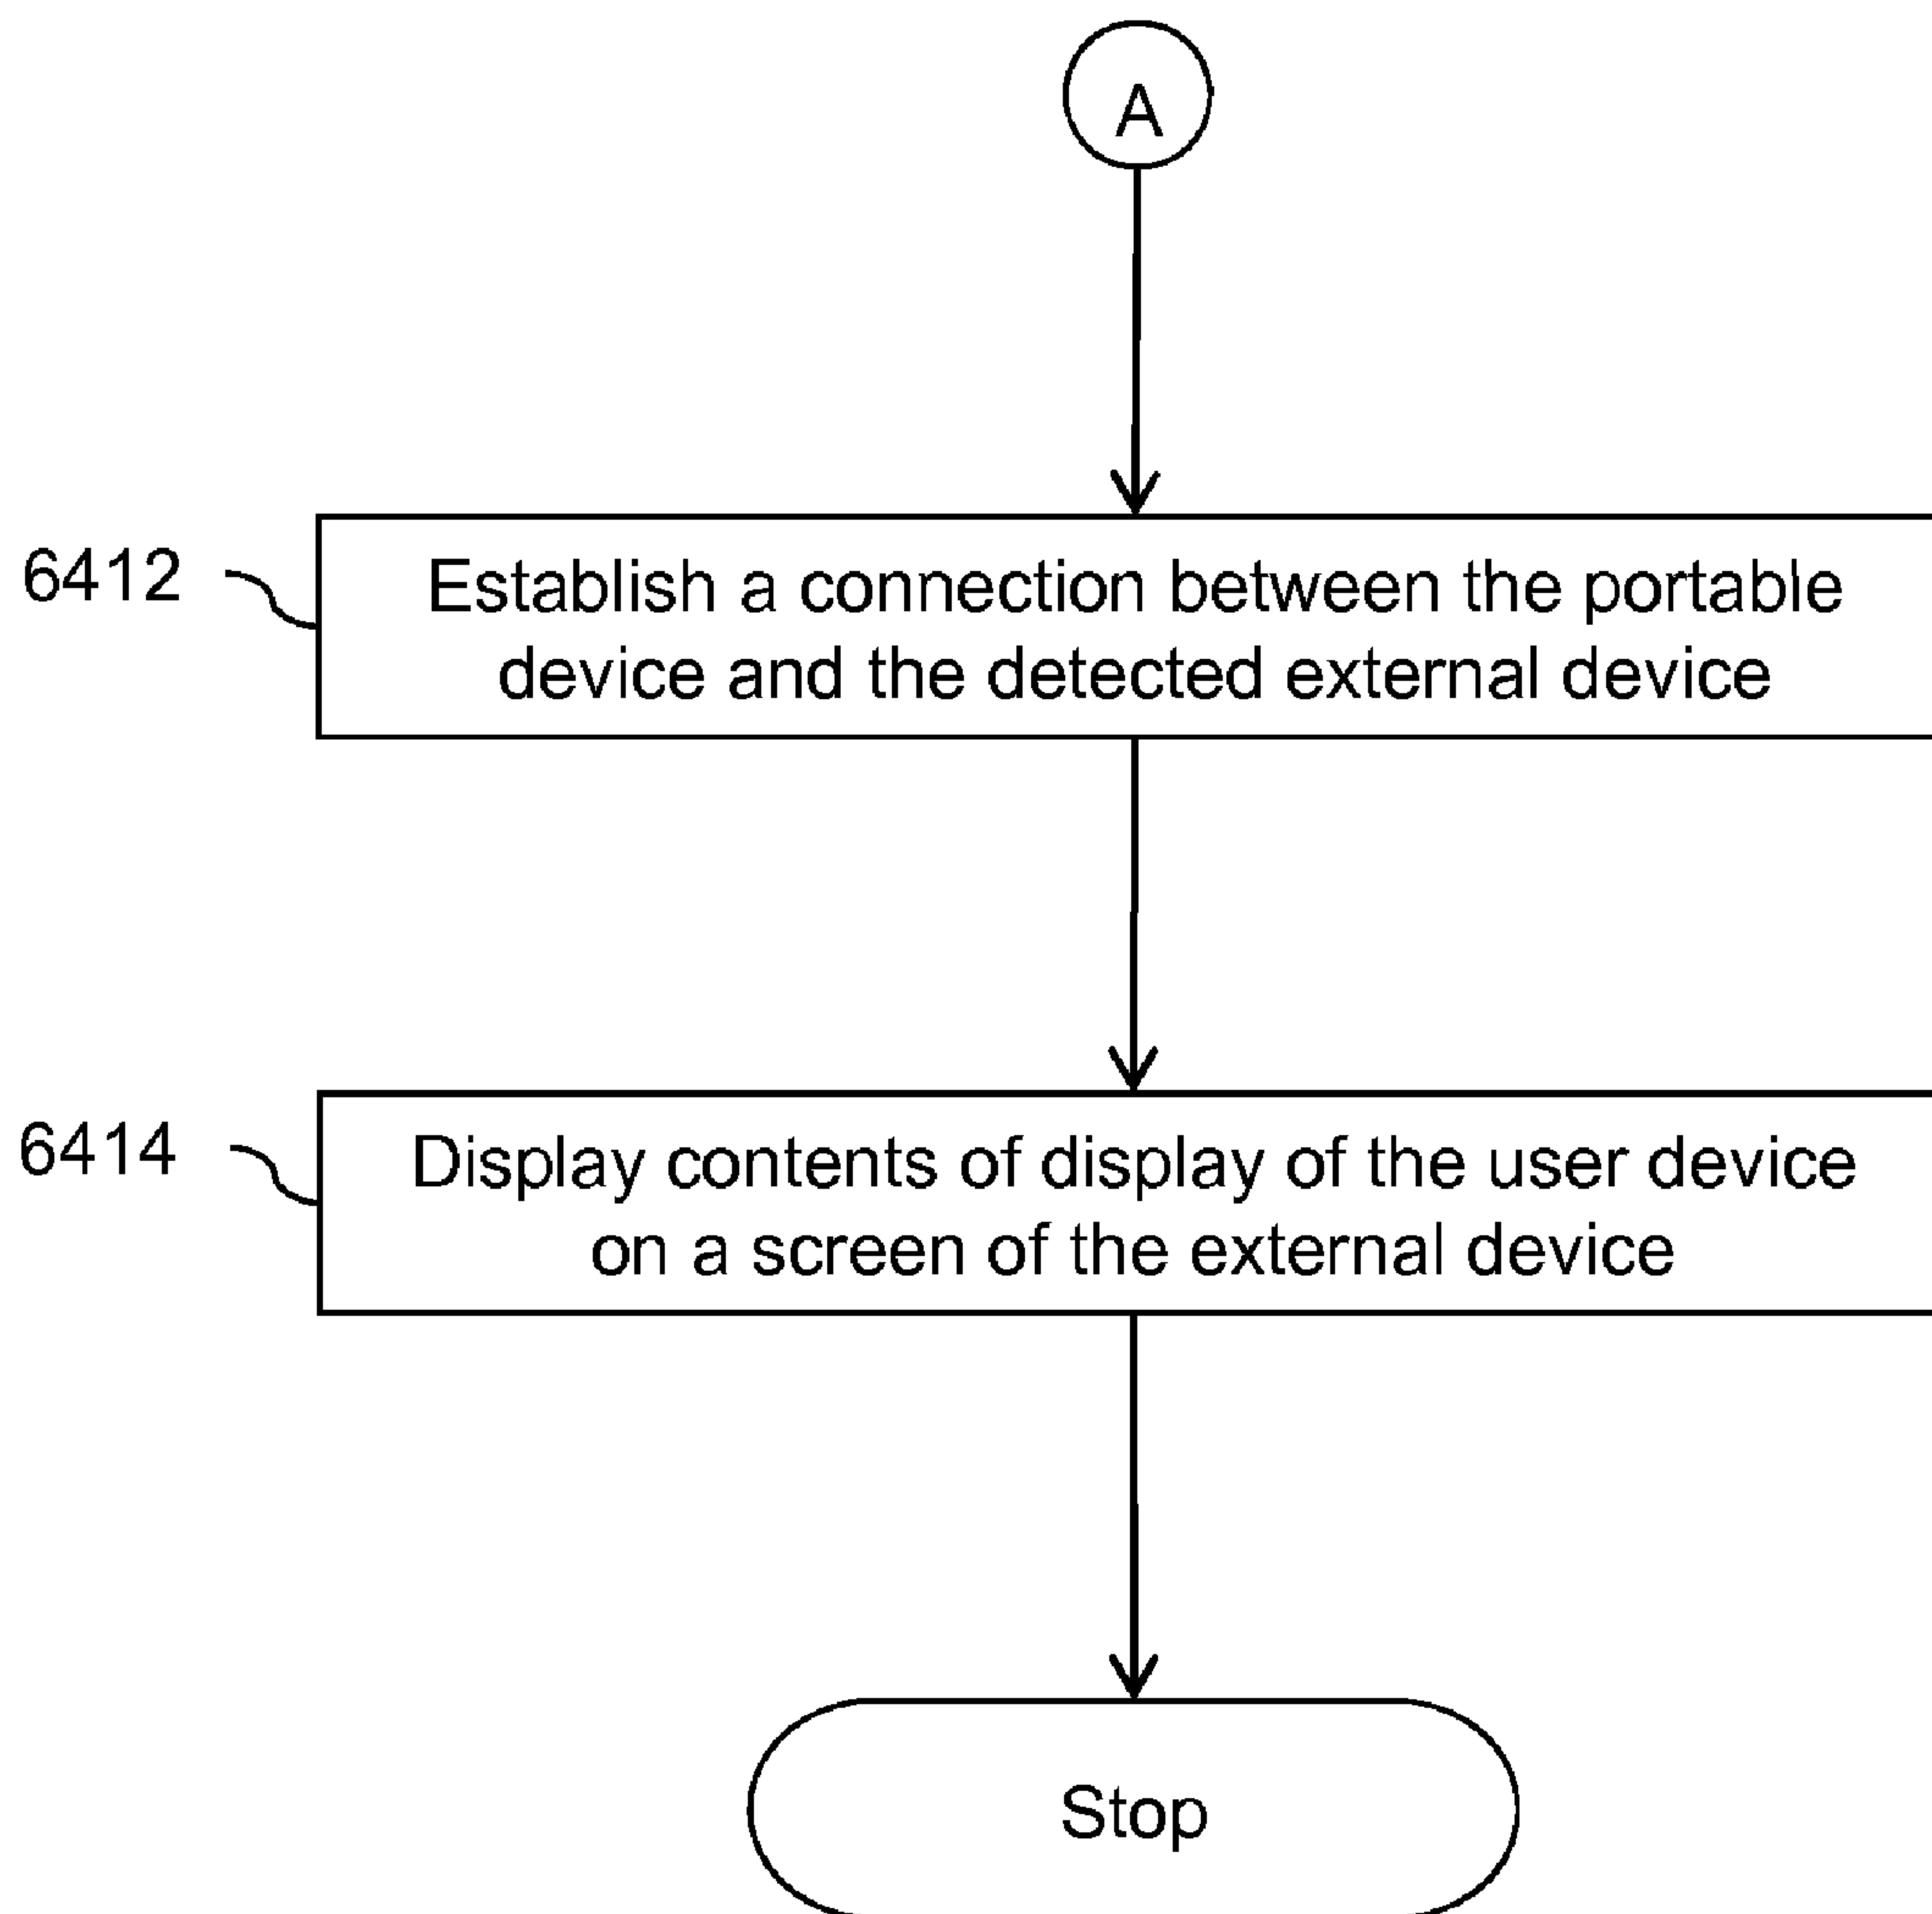 A
6412
Establish a connection between the portable
device and the detected external device
6414
Display contents of display of the user device
on a screen of the external device
Stop